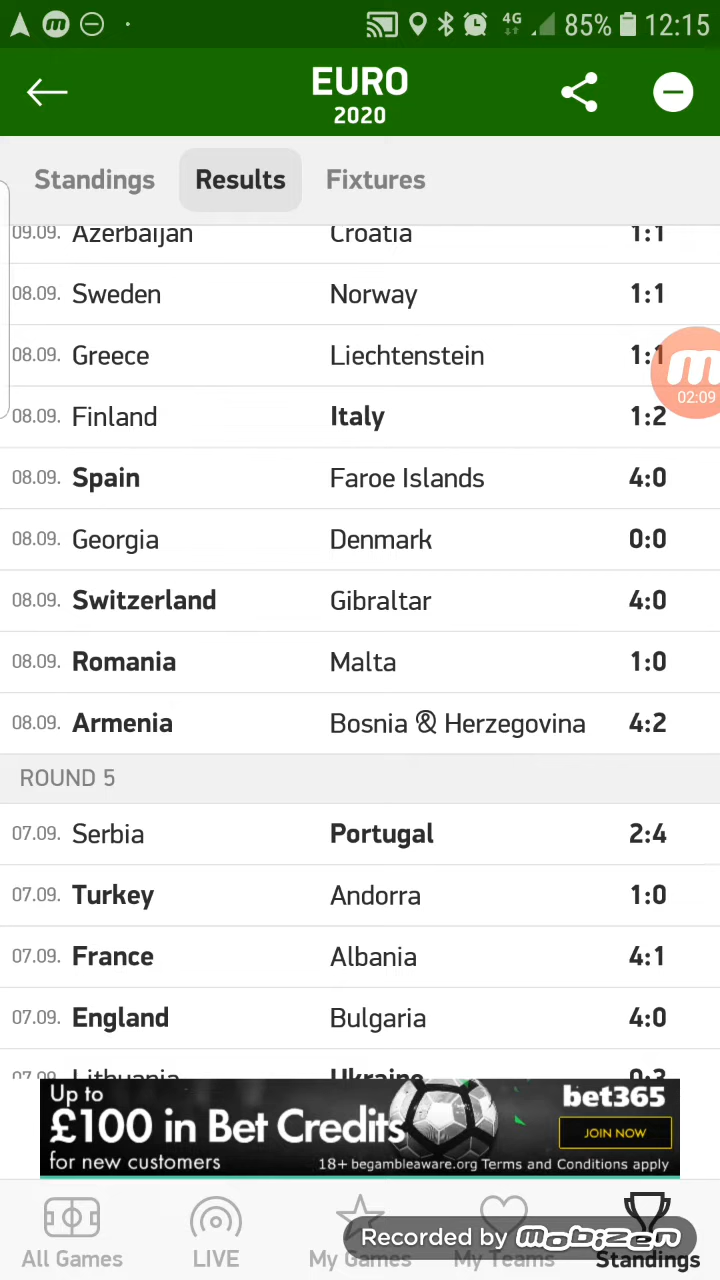 4G 85% 12:15
EURO
2020
Standings Results Fixtures
09.09. Azerbaijan Croatia 1:1
08.09. Sweden Norway 1:1
08.09. Greece Liechtenstein 1:1
02:09
08.09. Finland Italy 1:2
08.09. Spain Faroe Islands 4:0
08.09. Georgia Denmark 0:0
08.09. Switzerland Gibraltar 4:0
08.09. Romania Malta 1:0
08.09. Armenia Bosnia & Herzegovina 4:2
ROUND 5
07.09. Serbia Portugal 2:4
07.09. Turkey Andorra 1:0
07.09. France Albania 4:1
07.09. England Bulgaria 4:0
07.09. Lithuania Ukraine 0:3
Up to
£100 in Bet Credits
for new customers
bet365
JOIN NOW
18+ begambleaware.org Terms and Conditions apply
Recorded by mobizen
All Games LIVE My Games My Teams Standings